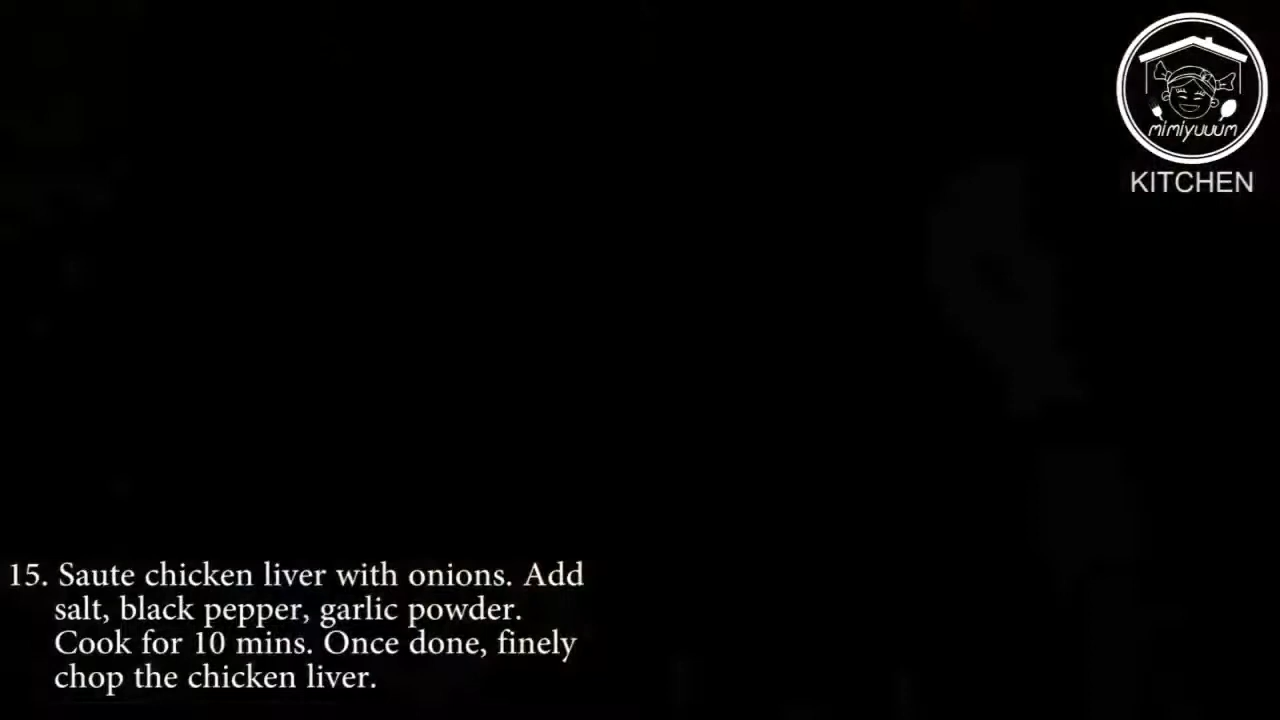 mimiyuuum
KITCHEN
15. Saute chicken liver with onions. Add
salt, black pepper, garlic powder.
Cook for 10 mins. Once done, finely
chop the chicken liver.